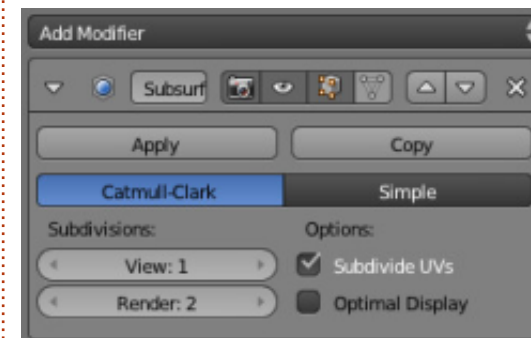 Add Modifier
Subsurf
Apply Copy
Catmull-Clark Simple
Subdivisions: Options:
View: 1 Subdivide UVs
Render: 2 Optimal Display